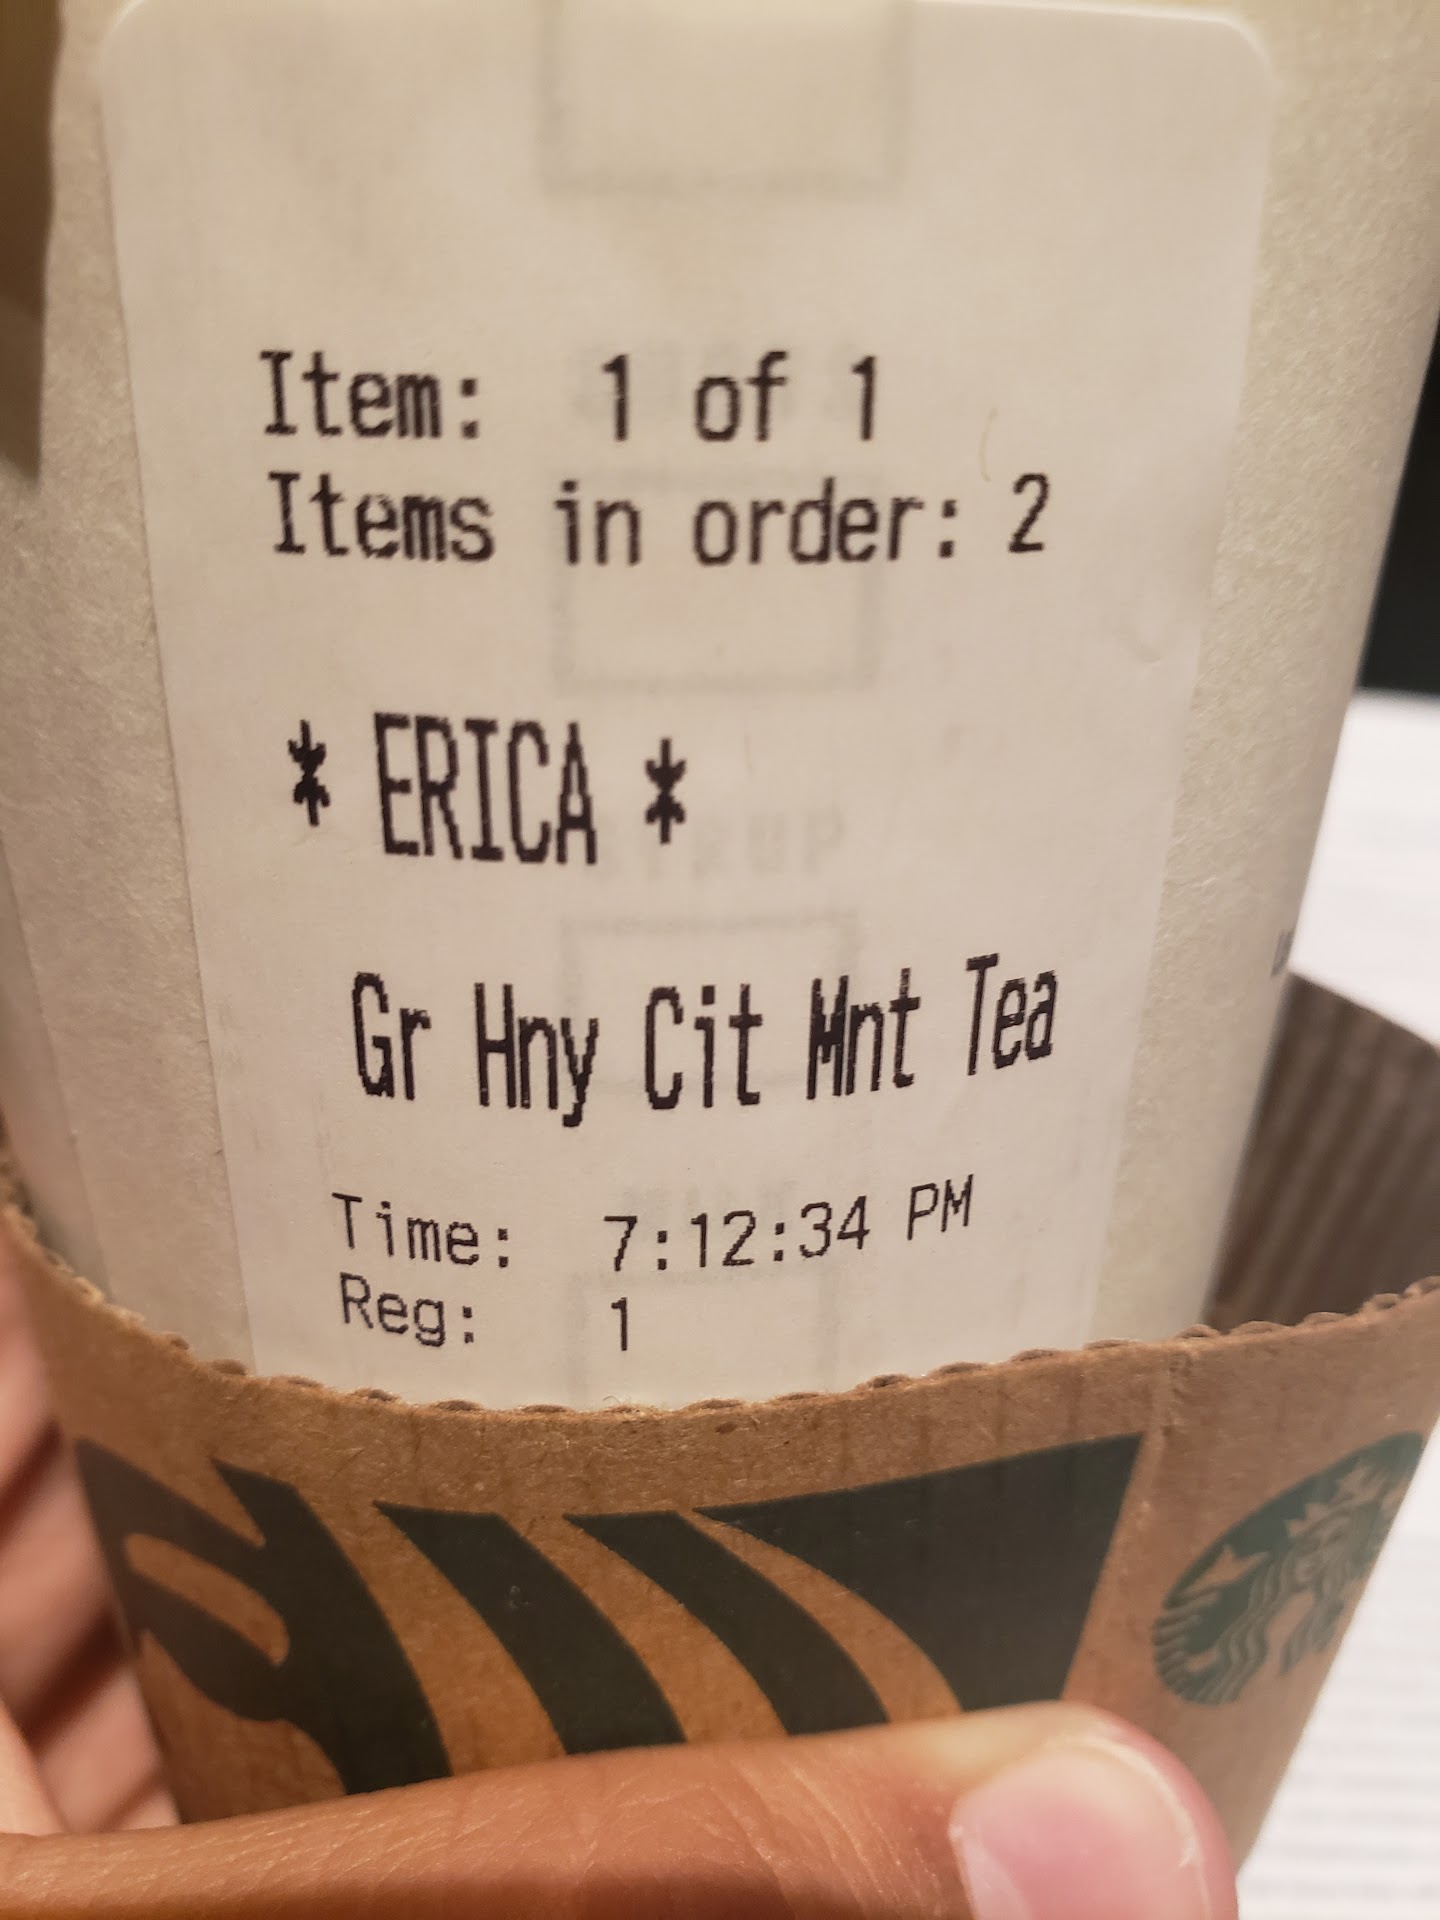 Item: 1 of 1
Items in order: 2
* ERICA *
Gr Hny Cit Mnt Tea
Time: 7:12:34 PM
Reg: 1